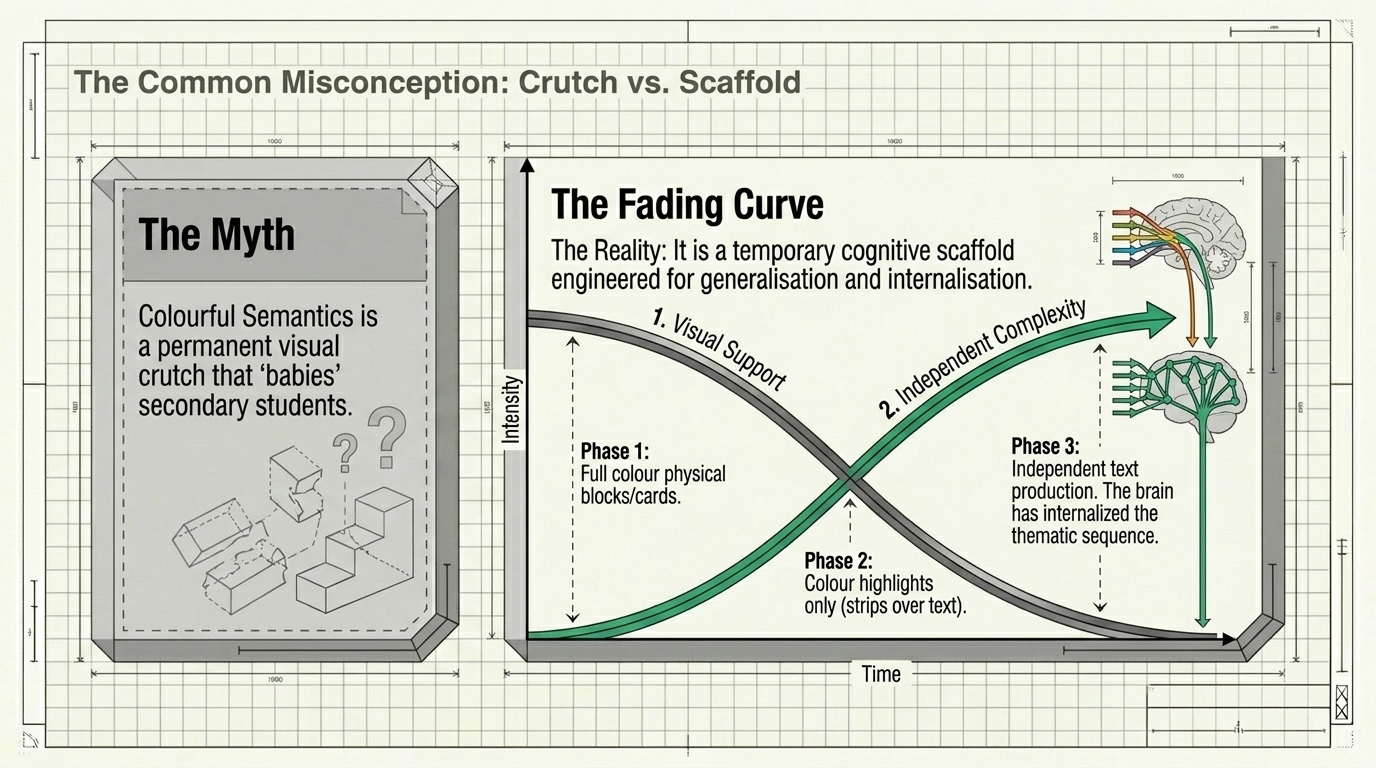 The Common Misconception: Crutch vs. Scaffold
The Myth
Colourful Semantics is
a permanent visual
crutch that ‘babies’
secondary students.
? ?
The Fading Curve
The Reality: It is a temporary cognitive scaffold
engineered for generalisation and internalisation.
Intensity
1. Visual Support
2. Independent Complexity
Phase 1:
Full colour physical
blocks/cards.
Phase 2:
Colour highlights
only (strips over text).
Phase 3:
Independent text
production. The brain
has internalized the
thematic sequence.
Time